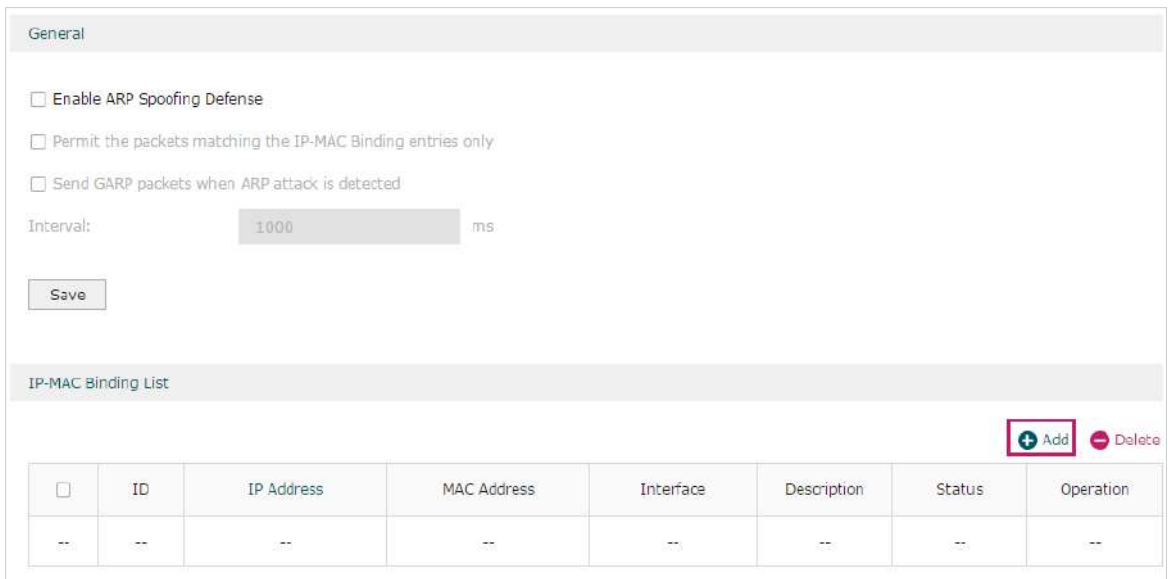 General
Enable ARP Spoofing Defense
Permit the packets matching the IP-MAC Binding entries only
Send GARP packets when ARP attack is detected
Interval: 1000 ms
Save
IP-MAC Binding List
Add Delete
ID IP Address MAC Address Interface Description Status Operation
-- -- -- -- -- -- -- --